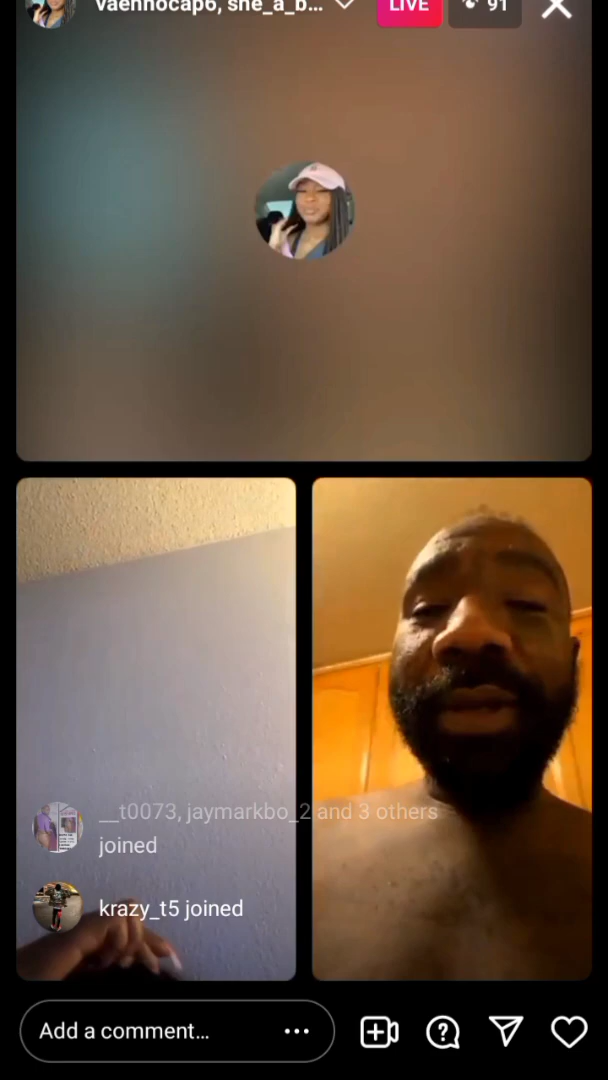 vaennocap6, she_a_b...
LIVE
91
__t0073, jaymarkbo_2 and 3 others
joined
krazy_t5 joined
Add a comment...